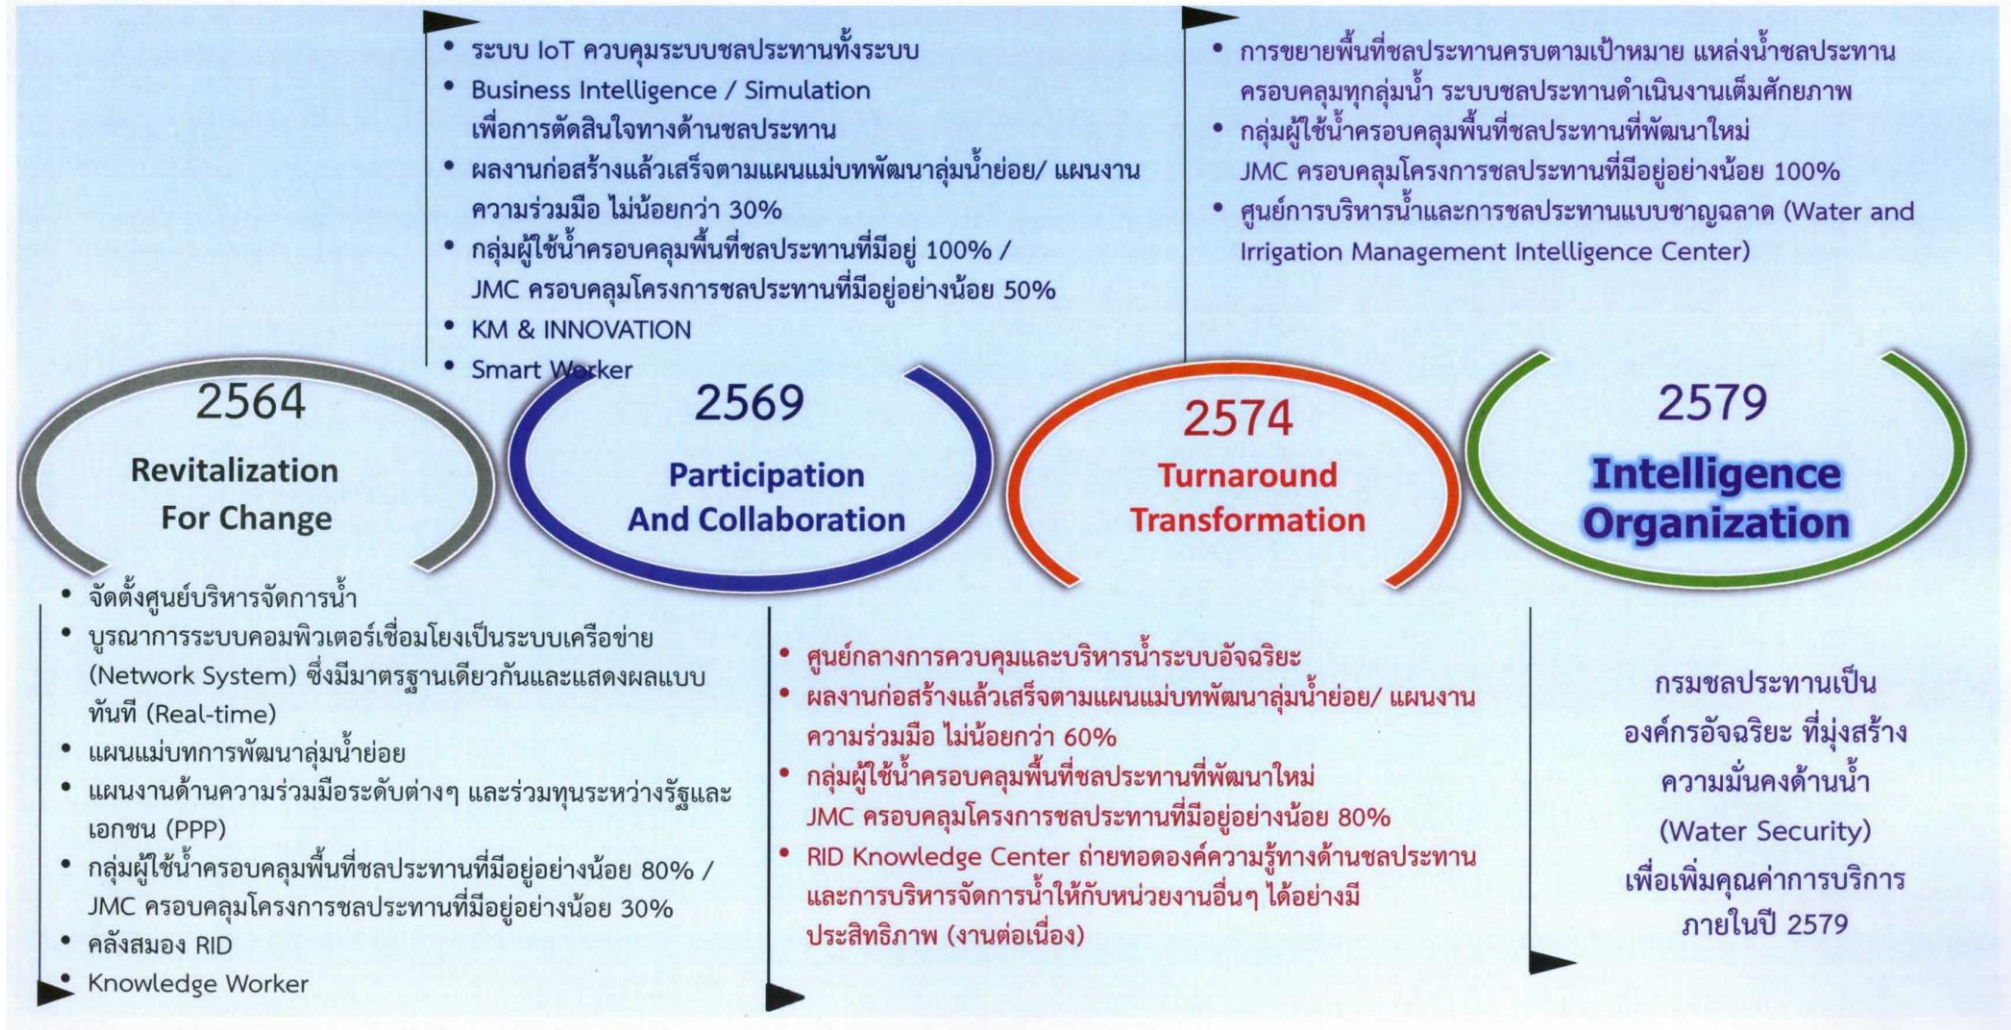 • ระบบ IoT ควบคุมระบบชลประทานทั้งระบบ
• Business Intelligence / Simulation
เพื่อการตัดสินใจทางด้านชลประทาน
• ผลงานก่อสร้างแล้วเสร็จตามแผนแม่บทพัฒนาลุ่มน้ำย่อย/ แผนงาน
ความร่วมมือ ไม่น้อยกว่า 30%
• กลุ่มผู้ใช้น้ำครอบคลุมพื้นที่ชลประทานที่มีอยู่ 100% /
JMC ครอบคลุมโครงการชลประทานที่มีอยู่อย่างน้อย 50%
• KM & INNOVATION
• Smart Worker
• การขยายพื้นที่ชลประทานครบตามเป้าหมาย แหล่งน้ำชลประทาน
ครอบคลุมทุกลุ่มน้ำ ระบบชลประทานดำเนินงานเต็มศักยภาพ
• กลุ่มผู้ใช้น้ำครอบคลุมพื้นที่ชลประทานที่พัฒนาใหม่
JMC ครอบคลุมโครงการชลประทานที่มีอยู่อย่างน้อย 100%
• ศูนย์การบริหารน้ำและการชลประทานแบบชาญฉลาด (Water and
Irrigation Management Intelligence Center)
2564
Revitalization
For Change
2569
Participation
And Collaboration
2574
Turnaround
Transformation
2579
Intelligence
Organization
• จัดตั้งศูนย์บริหารจัดการน้ำ
• บูรณาการระบบคอมพิวเตอร์เชื่อมโยงเป็นระบบเครือข่าย
(Network System) ซึ่งมีมาตรฐานเดียวกันและแสดงผลแบบ
ทันที (Real-time)
• แผนแม่บทการพัฒนาลุ่มน้ำย่อย
• แผนงานด้านความร่วมมือระดับต่างๆ และร่วมทุนระหว่างรัฐและ
เอกชน (PPP)
• กลุ่มผู้ใช้น้ำครอบคลุมพื้นที่ชลประทานที่มีอยู่อย่างน้อย 80% /
JMC ครอบคลุมโครงการชลประทานที่มีอยู่อย่างน้อย 30%
• คลังสมอง RID
• Knowledge Worker
• ศูนย์กลางการควบคุมและบริหารน้ำระบบอัจฉริยะ
• ผลงานก่อสร้างแล้วเสร็จตามแผนแม่บทพัฒนาลุ่มน้ำย่อย/ แผนงาน
ความร่วมมือ ไม่น้อยกว่า 60%
• กลุ่มผู้ใช้น้ำครอบคลุมพื้นที่ชลประทานที่พัฒนาใหม่
JMC ครอบคลุมโครงการชลประทานที่มีอยู่อย่างน้อย 80%
• RID Knowledge Center ถ่ายทอดองค์ความรู้ทางด้านชลประทาน
และการบริหารจัดการน้ำให้กับหน่วยงานอื่นๆ ได้อย่างมี
ประสิทธิภาพ (งานต่อเนื่อง)
กรมชลประทานเป็น
องค์กรอัจฉริยะ ที่มุ่งสร้าง
ความมั่นคงด้านน้ำ
(Water Security)
เพื่อเพิ่มคุณค่าการบริการ
ภายในปี 2579